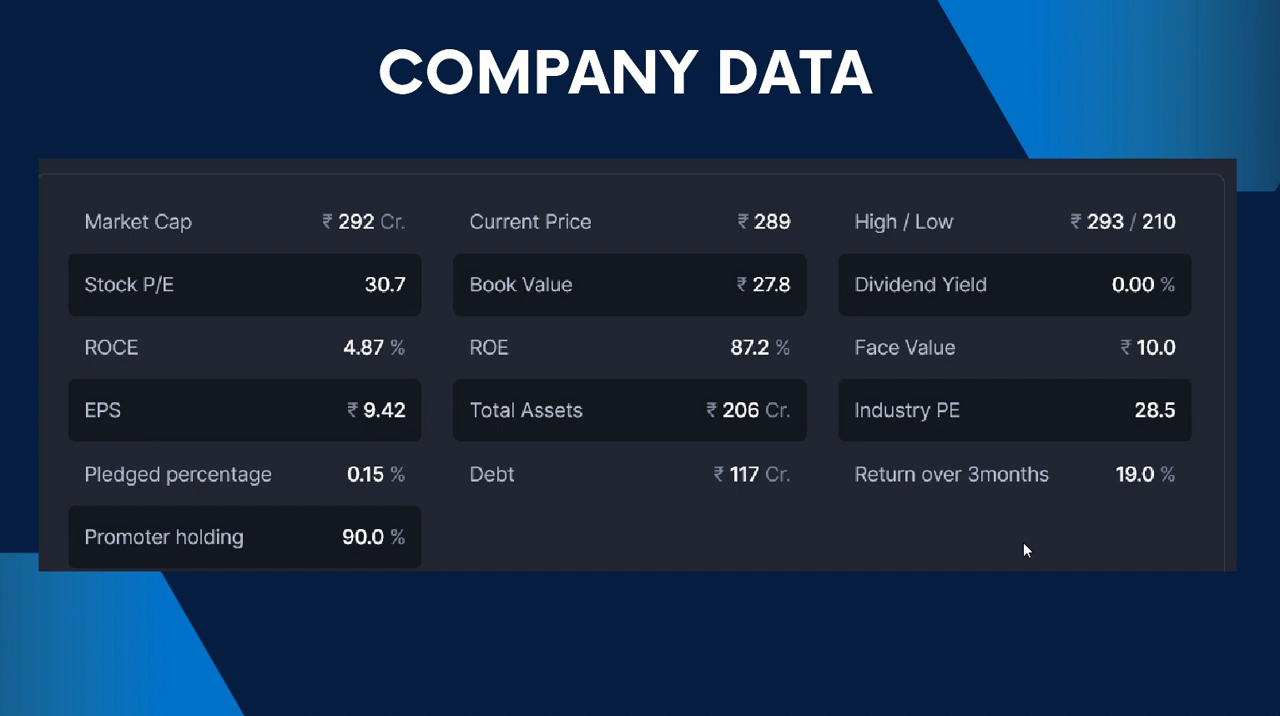 COMPANY DATA
Market Cap ₹ 292 Cr. Current Price ₹ 289 High / Low ₹ 293 / 210
Stock P/E 30.7 Book Value ₹ 27.8 Dividend Yield 0.00 %
ROCE 4.87 % ROE 87.2 % Face Value ₹ 10.0
EPS ₹ 9.42 Total Assets ₹ 206 Cr. Industry PE 28.5
Pledged percentage 0.15 % Debt ₹ 117 Cr. Return over 3months 19.0 %
Promoter holding 90.0 %